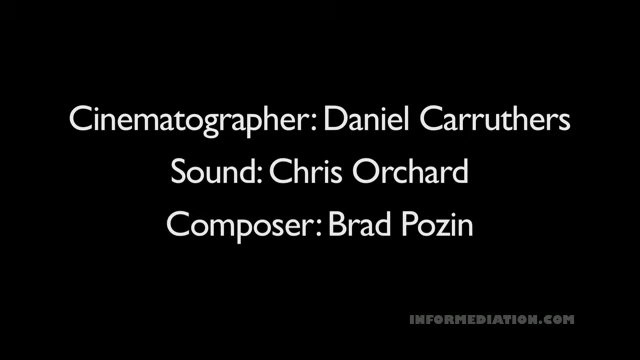 Cinematographer: Daniel Carruthers
Sound: Chris Orchard
Composer: Brad Pozin
INFORMEDIATION.COM